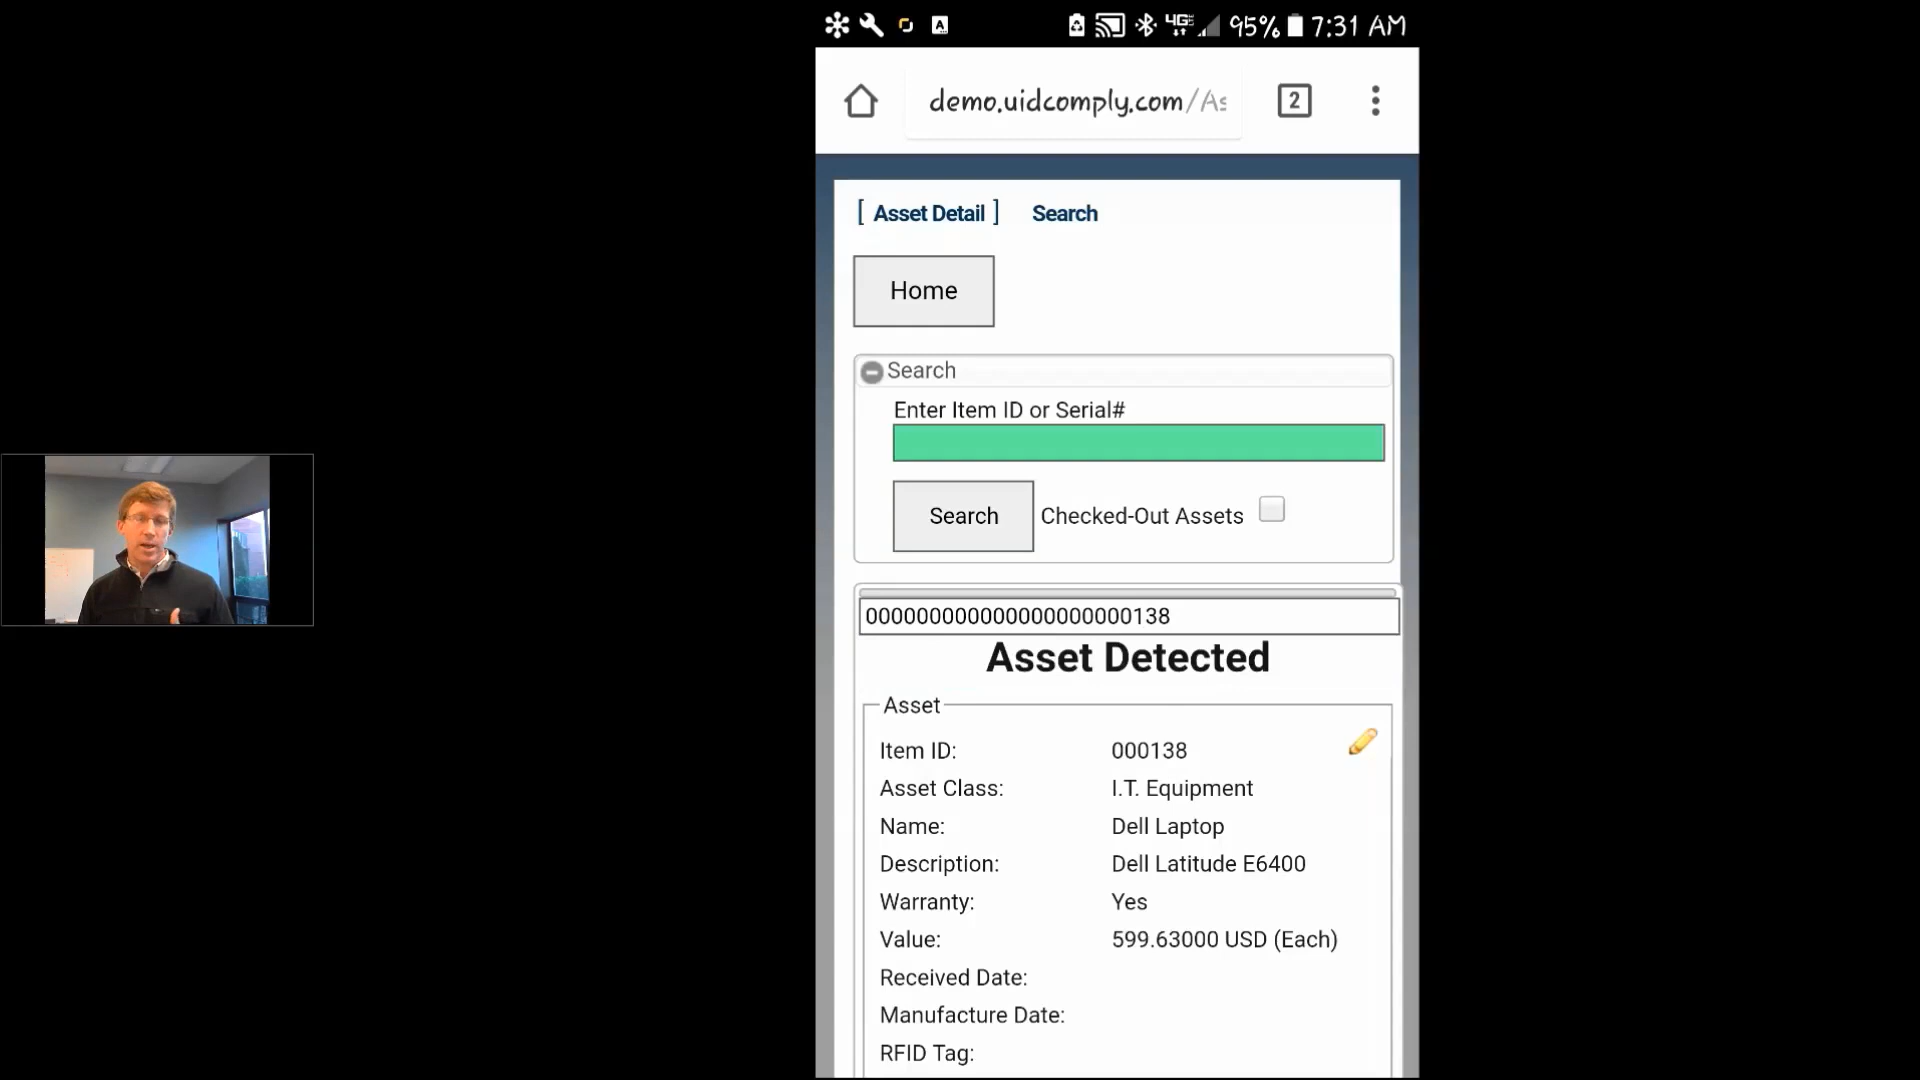 95% 7:31 AM
demo.uidcomply.com/As
2
[ Asset Detail ] Search
Home
Search
Enter Item ID or Serial#
Search Checked-Out Assets
000000000000000000000138
Asset Detected
Asset
Item ID: 000138
Asset Class: I.T. Equipment
Name: Dell Laptop
Description: Dell Latitude E6400
Warranty: Yes
Value: 599.63000 USD (Each)
Received Date:
Manufacture Date:
RFID Tag: